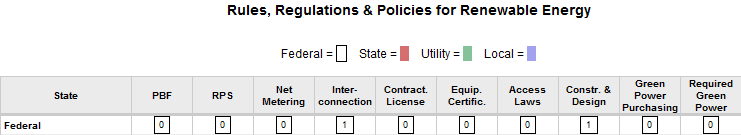 Rules, Regulations & Policies for Renewable Energy
Federal = State = Utility = Local =
State PBF RPS Net Metering Inter-connection Contract. License Equip. Certific. Access Laws Constr. & Design Green Power Purchasing Required Green Power
Federal 0 0 0 1 0 0 0 1 0 0